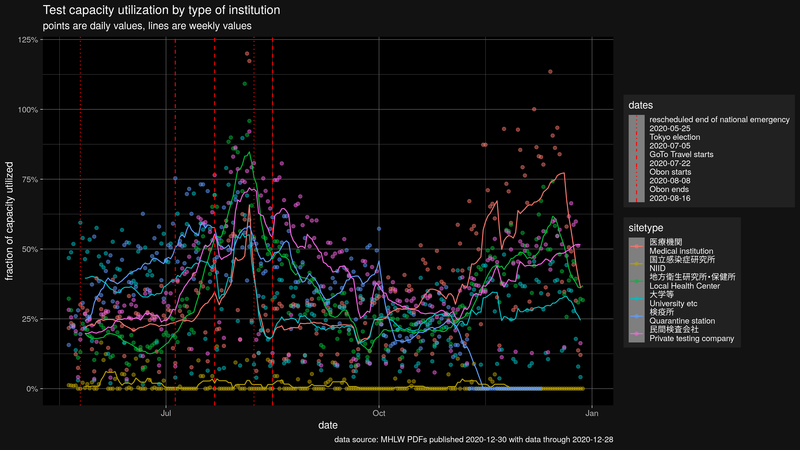 Test capacity utilization by type of institution
points are daily values, lines are weekly values
125%
100%
75%
50%
25%
0%
fraction of capacity utilized
Jul
Oct
Jan
date
data source: MHLW PDFs published 2020-12-30 with data through 2020-12-28
dates
rescheduled end of national emergency
2020-05-25
Tokyo election
2020-07-05
GoTo Travel starts
2020-07-22
Obon starts
2020-08-08
Obon ends
2020-08-16
sitetype
医療機関
Medical institution
国立感染症研究所
NIID
地方衛生研究所・保健所
Local Health Center
大学等
University etc
検疫所
Quarantine station
民間検査会社
Private testing company